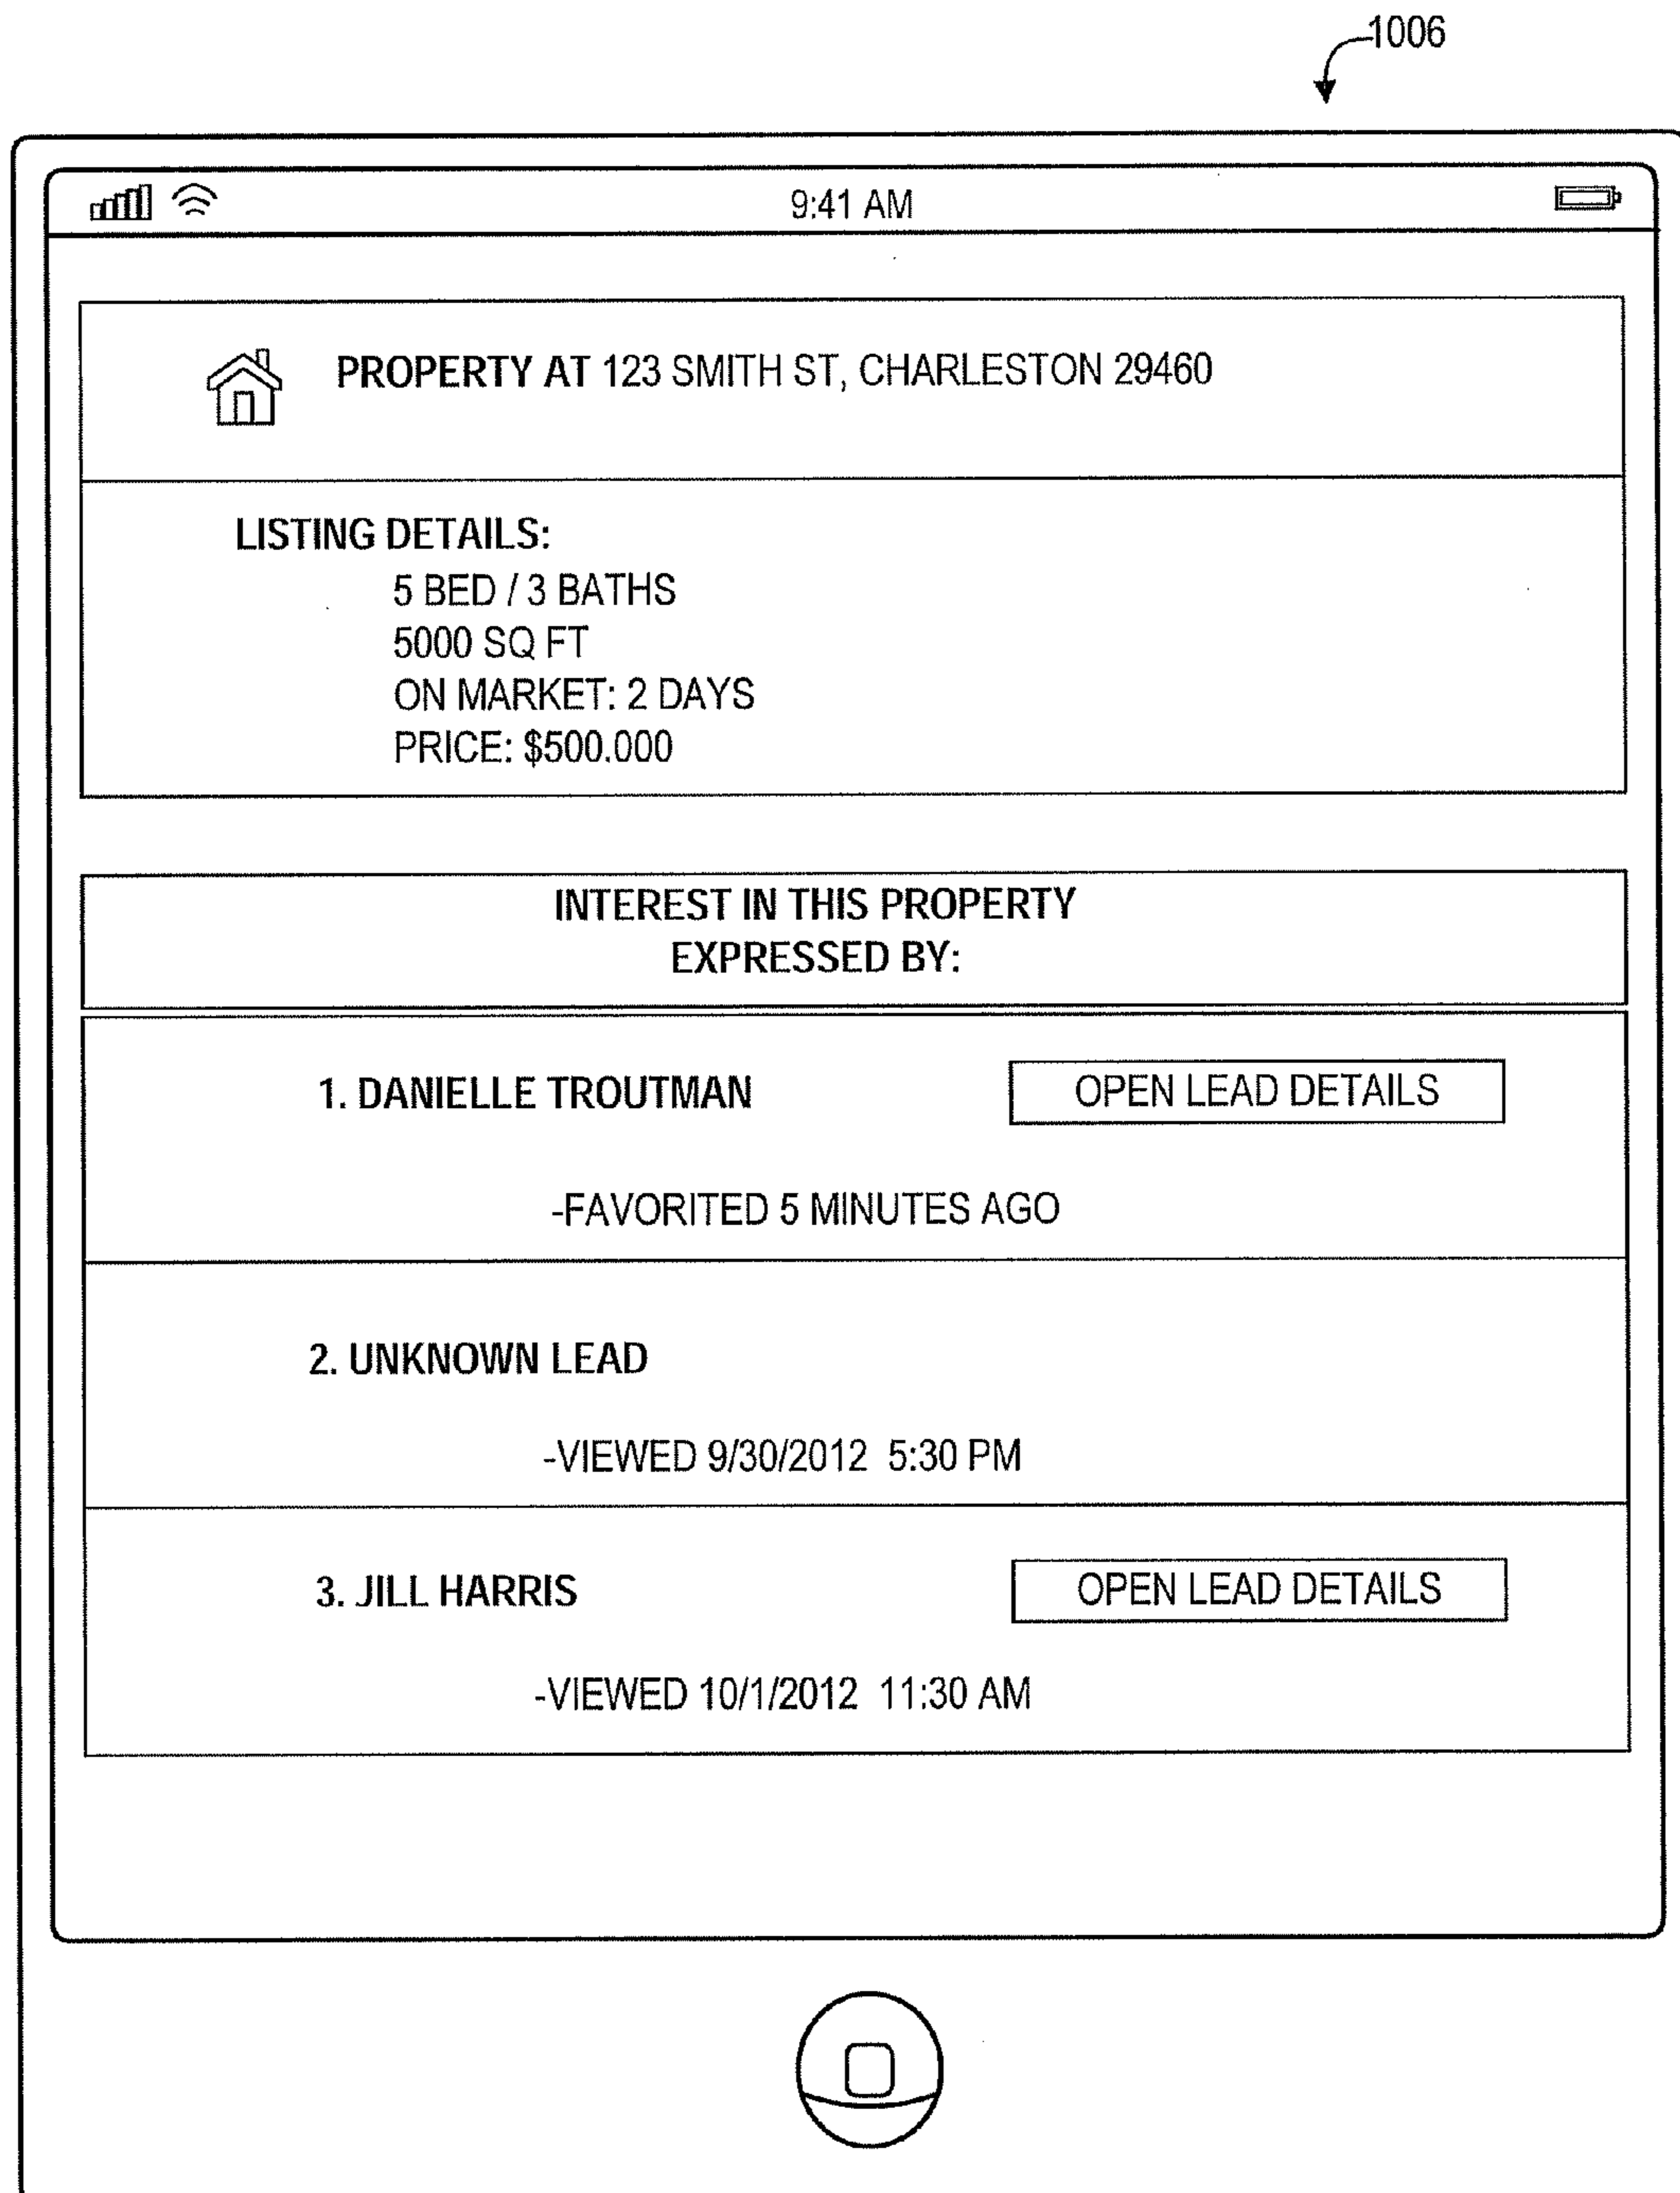 1006
9:41 AM
PROPERTY AT 123 SMITH ST, CHARLESTON 29460
LISTING DETAILS:
5 BED / 3 BATHS
5000 SQ FT
ON MARKET: 2 DAYS
PRICE: $500.000
INTEREST IN THIS PROPERTY
EXPRESSED BY:
1. DANIELLE TROUTMAN OPEN LEAD DETAILS
-FAVORITED 5 MINUTES AGO
2. UNKNOWN LEAD
-VIEWED 9/30/2012 5:30 PM
3. JILL HARRIS OPEN LEAD DETAILS
-VIEWED 10/1/2012 11:30 AM